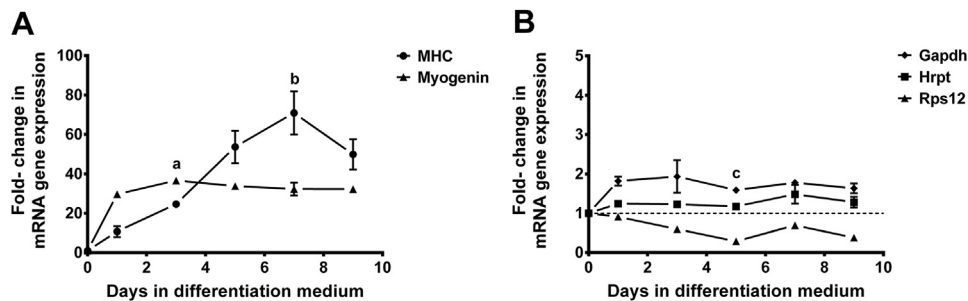 A
Fold- change in
mRNA gene expression
100
80
60
40
20
0
0 2 4 6 8 10
Days in differentiation medium
a
b
MHC
Myogenin
B
Fold- change in
mRNA gene expression
5
4
3
2
1
0
0 2 4 6 8 10
Days in differentiation medium
c
Gapdh
Hrpt
Rps12